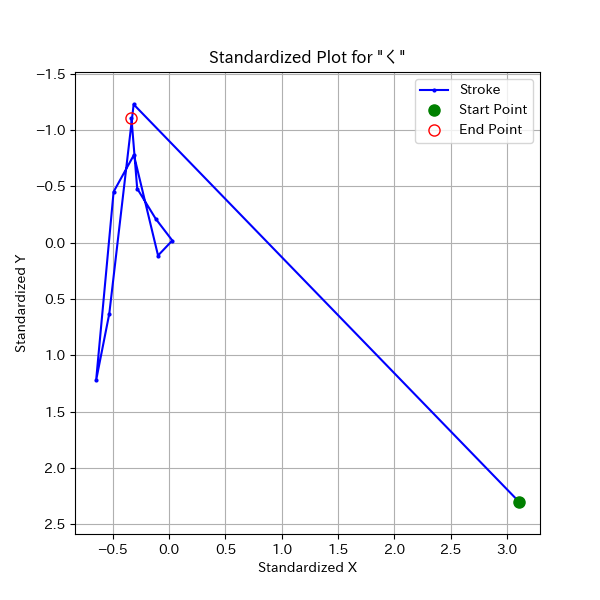 Standardized Plot for "く"
Stroke
Start Point
End Point
−1.5
−1.0
−0.5
0.0
0.5
1.0
1.5
2.0
2.5
Standardized Y
−0.5 0.0 0.5 1.0 1.5 2.0 2.5 3.0
Standardized X